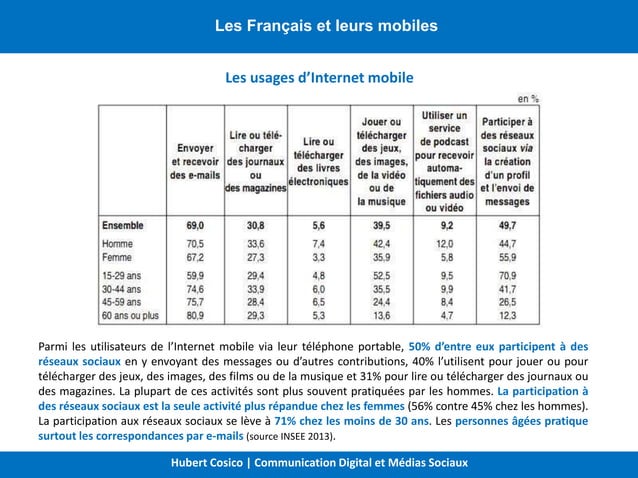 Les Français et leurs mobiles
Les usages d’Internet mobile
en %
Envoyer et recevoir des e-mails
Lire ou télé-charger des journaux ou des magazines
Lire ou télécharger des livres électroniques
Jouer ou télécharger des jeux, des images, de la vidéo ou de la musique
Utiliser un service de podcast pour recevoir automa-tiquement des fichiers audio ou vidéo
Participer à des réseaux sociaux via la création d’un profil et l’envoi de messages
Ensemble 69,0 30,8 5,6 39,5 9,2 49,7
Homme 70,5 33,6 7,4 42,4 12,0 44,7
Femme 67,2 27,3 3,3 35,9 5,8 55,9
15-29 ans 59,9 29,4 4,8 52,5 9,5 70,9
30-44 ans 74,6 33,9 6,0 35,5 9,9 41,7
45-59 ans 75,7 28,4 6,5 24,4 8,4 26,5
60 ans ou plus 80,9 29,3 5,3 13,6 4,7 12,3
Parmi les utilisateurs de l’Internet mobile via leur téléphone portable, 50% d’entre eux participent à des
réseaux sociaux en y envoyant des messages ou d’autres contributions, 40% l’utilisent pour jouer ou pour
télécharger des jeux, des images, des films ou de la musique et 31% pour lire ou télécharger des journaux ou
des magazines. La plupart de ces activités sont plus souvent pratiquées par les hommes. La participation à
des réseaux sociaux est la seule activité plus répandue chez les femmes (56% contre 45% chez les hommes).
La participation aux réseaux sociaux se lève à 71% chez les moins de 30 ans. Les personnes âgées pratique
surtout les correspondances par e-mails (source INSEE 2013).
Hubert Cosico | Communication Digital et Médias Sociaux